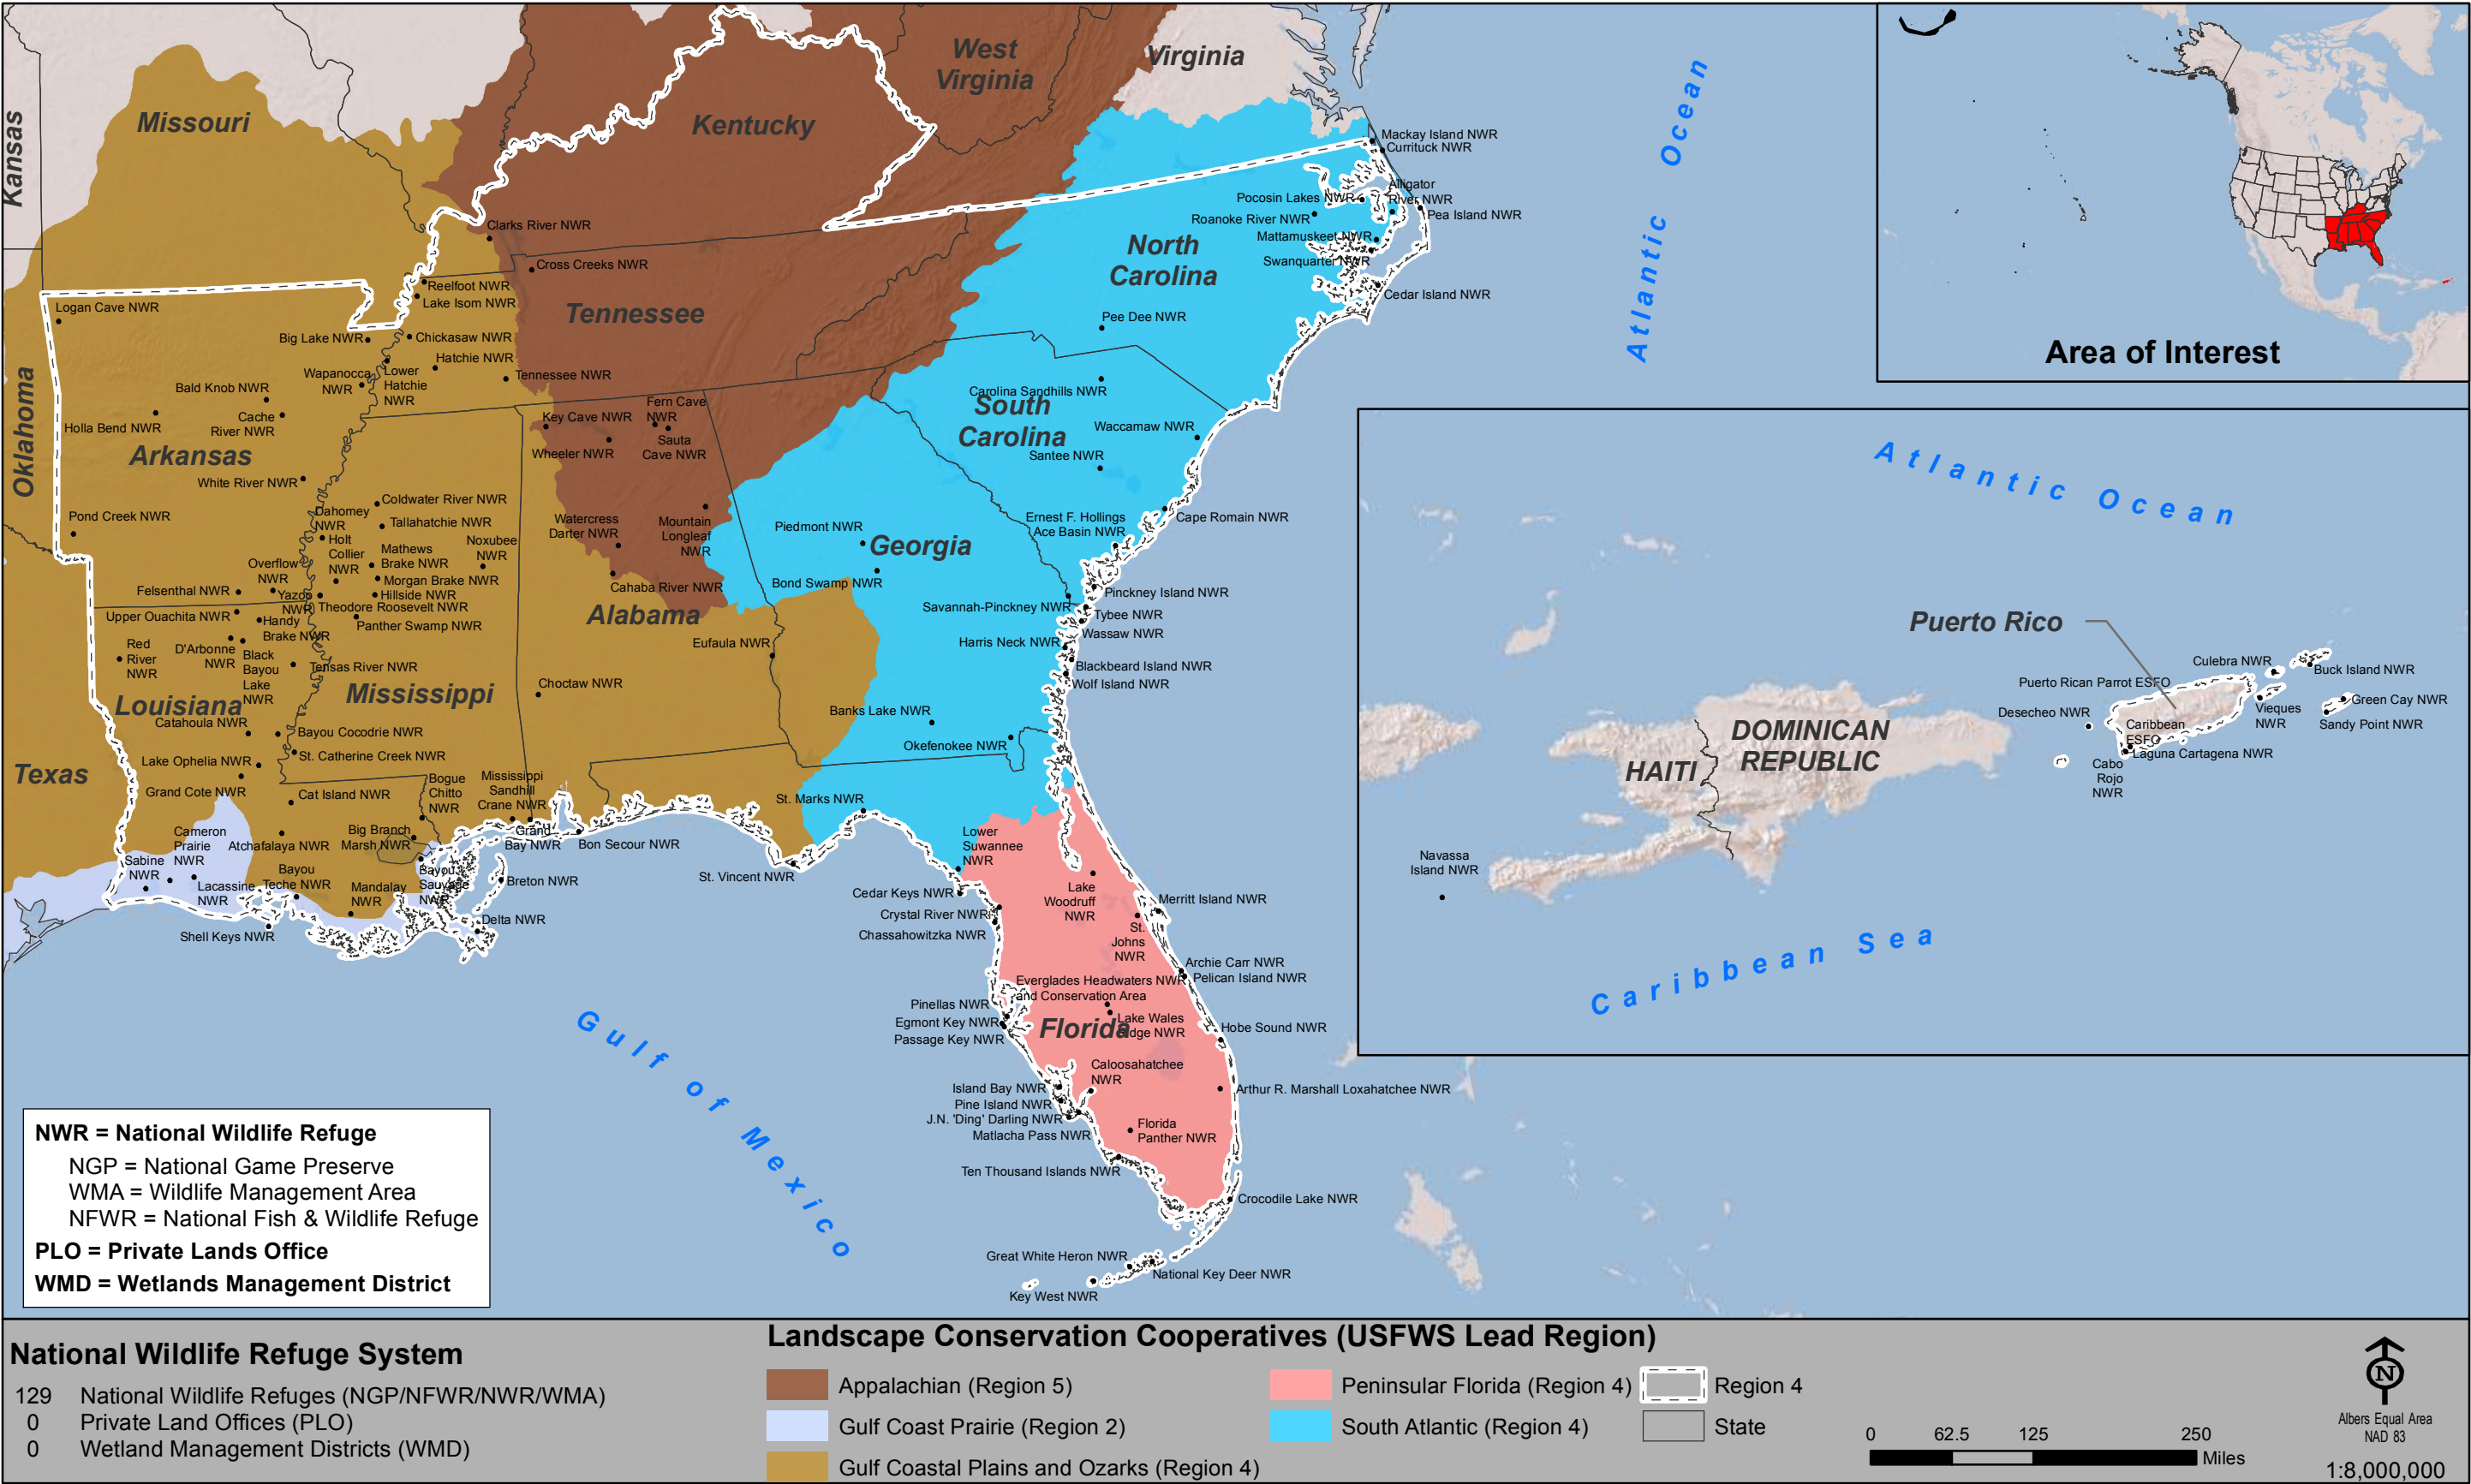 Kansas
Missouri
Kentucky
West
Virginia
Virginia
Oklahoma
Arkansas
Tennessee
North
Carolina
South
Carolina
Georgia
Alabama
Mississippi
Louisiana
Texas
Florida
Atlantic Ocean
Gulf of Mexico
Mackay Island NWR
Currituck NWR
Alligator
River NWR
Pocosin Lakes NWR
Roanoke River NWR
Pea Island NWR
Mattamuskeet NWR
Swanquarter NWR
Cedar Island NWR
Pee Dee NWR
Clarks River NWR
Cross Creeks NWR
Reelfoot NWR
Lake Isom NWR
Logan Cave NWR
Big Lake NWR
Chickasaw NWR
Hatchie NWR
Wapanocca
NWR
Lower
Hatchie
NWR
Tennessee NWR
Bald Knob NWR
Cache
River NWR
Holla Bend NWR
White River NWR
Pond Creek NWR
Key Cave NWR
Fern Cave
NWR
Sauta
Cave NWR
Wheeler NWR
Carolina Sandhills NWR
Waccamaw NWR
Santee NWR
Cape Romain NWR
Ernest F. Hollings
Ace Basin NWR
Coldwater River NWR
Dahomey
NWR
Tallahatchie NWR
Holt
Collier
NWR
Mathews
Brake NWR
Noxubee
NWR
Morgan Brake NWR
Overflow
NWR
Felsenthal NWR
Yazoo
NWR
Hillside NWR
Theodore Roosevelt NWR
Panther Swamp NWR
Upper Ouachita NWR
Handy
Brake NWR
Red
River
NWR
D'Arbonne
NWR
Black
Bayou
Lake
NWR
Tensas River NWR
Watercress
Darter NWR
Mountain
Longleaf
NWR
Cahaba River NWR
Piedmont NWR
Bond Swamp NWR
Pinckney Island NWR
Savannah-Pinckney NWR
Tybee NWR
Wassaw NWR
Harris Neck NWR
Blackbeard Island NWR
Wolf Island NWR
Eufaula NWR
Choctaw NWR
Banks Lake NWR
Okefenokee NWR
Catahoula NWR
Bayou Cocodrie NWR
St. Catherine Creek NWR
Lake Ophelia NWR
Grand Cote NWR
Cat Island NWR
Bogue
Chitto
NWR
Mississippi
Sandhill
Crane NWR
Grand
Bay NWR
Bon Secour NWR
St. Marks NWR
St. Vincent NWR
Cameron
Prairie
NWR
Sabine
NWR
Lacassine
NWR
Atchafalaya NWR
Big Branch
Marsh NWR
Bayou
Teche NWR
Mandalay
NWR
Bayou
Sauvage
NWR
Breton NWR
Delta NWR
Shell Keys NWR
Lower
Suwannee
NWR
Cedar Keys NWR
Crystal River NWR
Chassahowitzka NWR
Lake
Woodruff
NWR
Merritt Island NWR
St.
Johns
NWR
Archie Carr NWR
Pelican Island NWR
Everglades Headwaters NWR
and Conservation Area
Lake Wales
Ridge NWR
Pinellas NWR
Egmont Key NWR
Passage Key NWR
Hobe Sound NWR
Caloosahatchee
NWR
Island Bay NWR
Pine Island NWR
J.N. 'Ding' Darling NWR
Matlacha Pass NWR
Arthur R. Marshall Loxahatchee NWR
Florida
Panther NWR
Ten Thousand Islands NWR
Crocodile Lake NWR
Great White Heron NWR
National Key Deer NWR
Key West NWR
Area of Interest
Atlantic Ocean
Puerto Rico
Culebra NWR
Buck Island NWR
Puerto Rican Parrot ESFO
Green Cay NWR
Desecheo NWR
Vieques
NWR
Sandy Point NWR
Caribbean
ESFO
Laguna Cartagena NWR
Cabo
Rojo
NWR
DOMINICAN
REPUBLIC
HAITI
Navassa
Island NWR
Caribbean Sea
NWR = National Wildlife Refuge
NGP = National Game Preserve
WMA = Wildlife Management Area
NFWR = National Fish & Wildlife Refuge
PLO = Private Lands Office
WMD = Wetlands Management District
National Wildlife Refuge System
129 National Wildlife Refuges (NGP/NFWR/NWR/WMA)
0 Private Land Offices (PLO)
0 Wetland Management Districts (WMD)
Landscape Conservation Cooperatives (USFWS Lead Region)
Appalachian (Region 5)
Gulf Coast Prairie (Region 2)
Gulf Coastal Plains and Ozarks (Region 4)
Peninsular Florida (Region 4)
South Atlantic (Region 4)
Region 4
State
0 62.5 125 250
Miles
N
Albers Equal Area
NAD 83
1:8,000,000